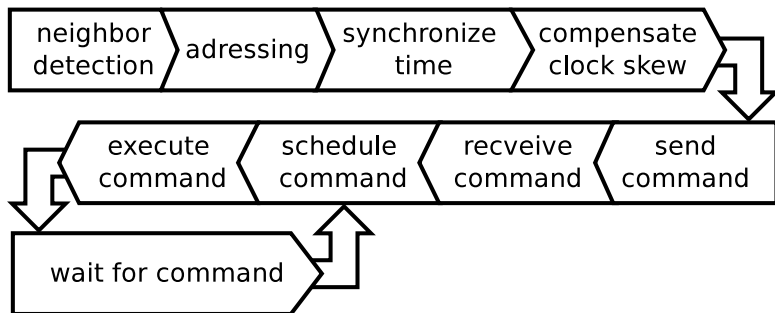 neighbor
detection
adressing
synchronize
time
compensate
clock skew
send
command
recveive
command
schedule
command
execute
command
wait for command